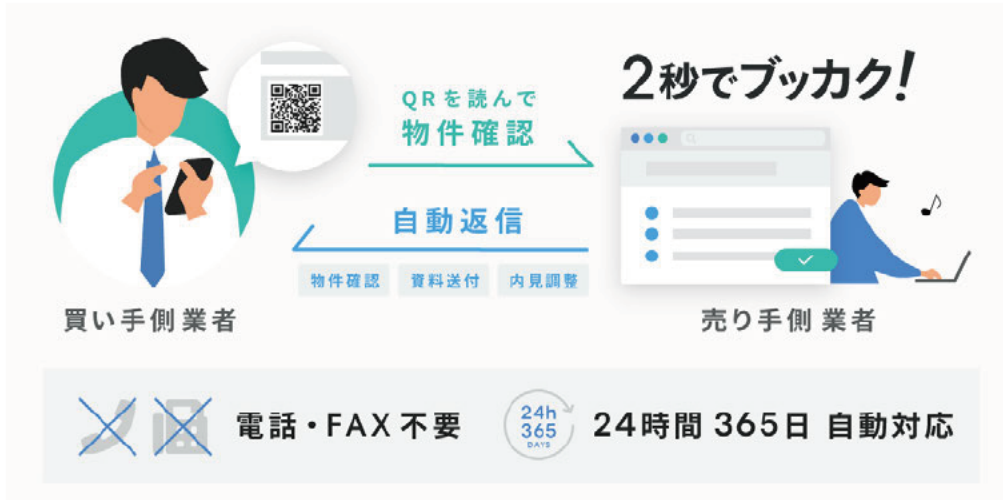 2秒でブッカク!
QRを読んで
物件確認
自動返信
物件確認 資料送付 内見調整
買い手側業者
売り手側 業者
電話・FAX不要
24h
365
DAYS
24時間 365日 自動対応